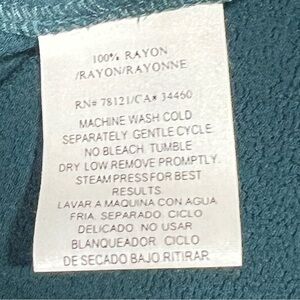 100% RAYON
/RAYON/RAYONNE
RN# 78121/CA# 34460
MACHINE WASH COLD
SEPARATELY GENTLE CYCLE
NO BLEACH TUMBLE
DRY LOW REMOVE PROMPTLY.
STEAM PRESS FOR BEST
RESULTS.
LAVAR A MAQUINA CON AGUA
FRIA. SEPARADO. CICLO
DELICADO. NO USAR
BLANQUEADOR. CICLO
DE SECADO BAJO RITIRAR